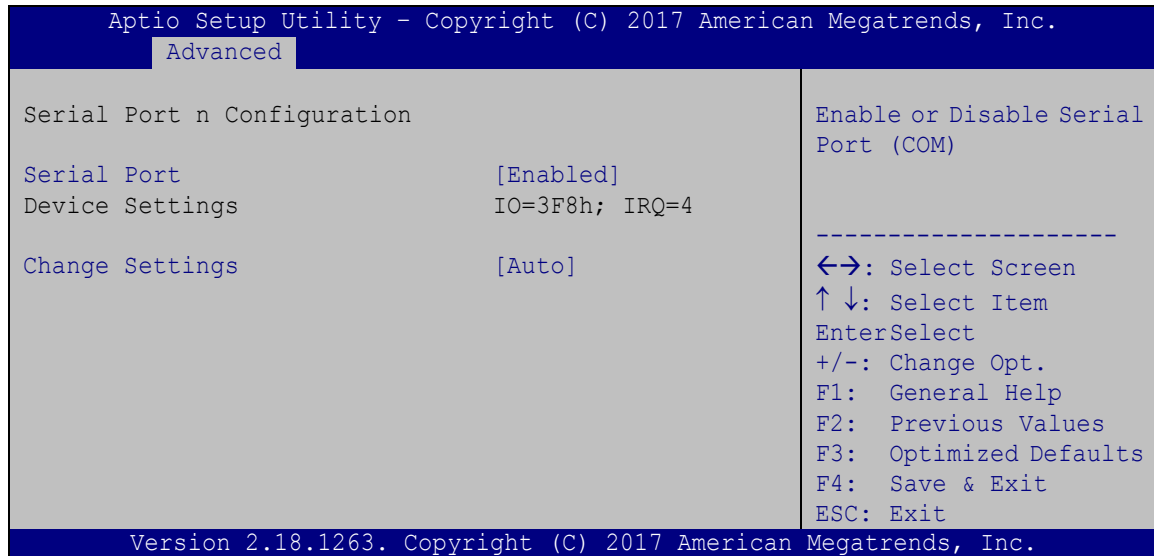 Aptio Setup Utility – Copyright (C) 2017 American Megatrends, Inc.
Advanced
Serial Port n Configuration
Serial Port [Enabled]
Device Settings IO=3F8h; IRQ=4
Change Settings [Auto]
Enable or Disable Serial
Port (COM)
---------------------
←→: Select Screen
↑ ↓: Select Item
EnterSelect
+/-: Change Opt.
F1: General Help
F2: Previous Values
F3: Optimized Defaults
F4: Save & Exit
ESC: Exit
Version 2.18.1263. Copyright (C) 2017 American Megatrends, Inc.